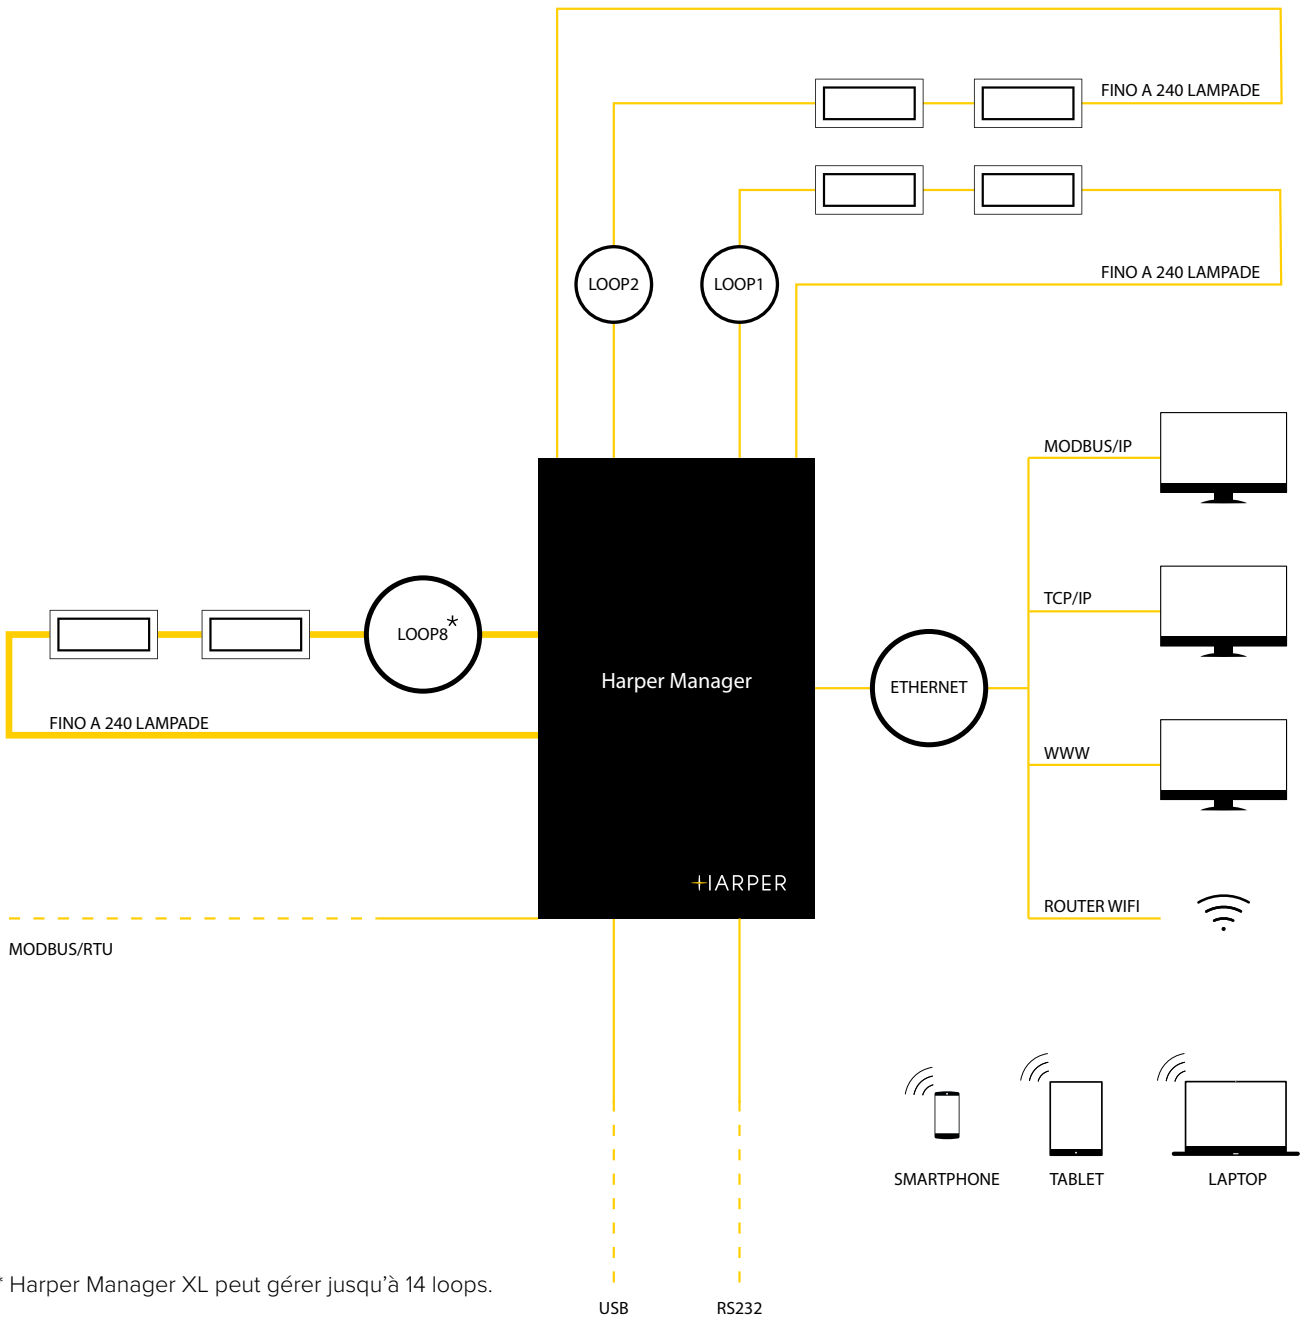 FINO A 240 LAMPADE
LOOP2
LOOP1
FINO A 240 LAMPADE
MODBUS/IP
TCP/IP
LOOP8*
Harper Manager
ETHERNET
FINO A 240 LAMPADE
WWW
HARPER
ROUTER WIFI
MODBUS/RTU
SMARTPHONE
TABLET
LAPTOP
* Harper Manager XL peut gérer jusqu’à 14 loops.
USB
RS232